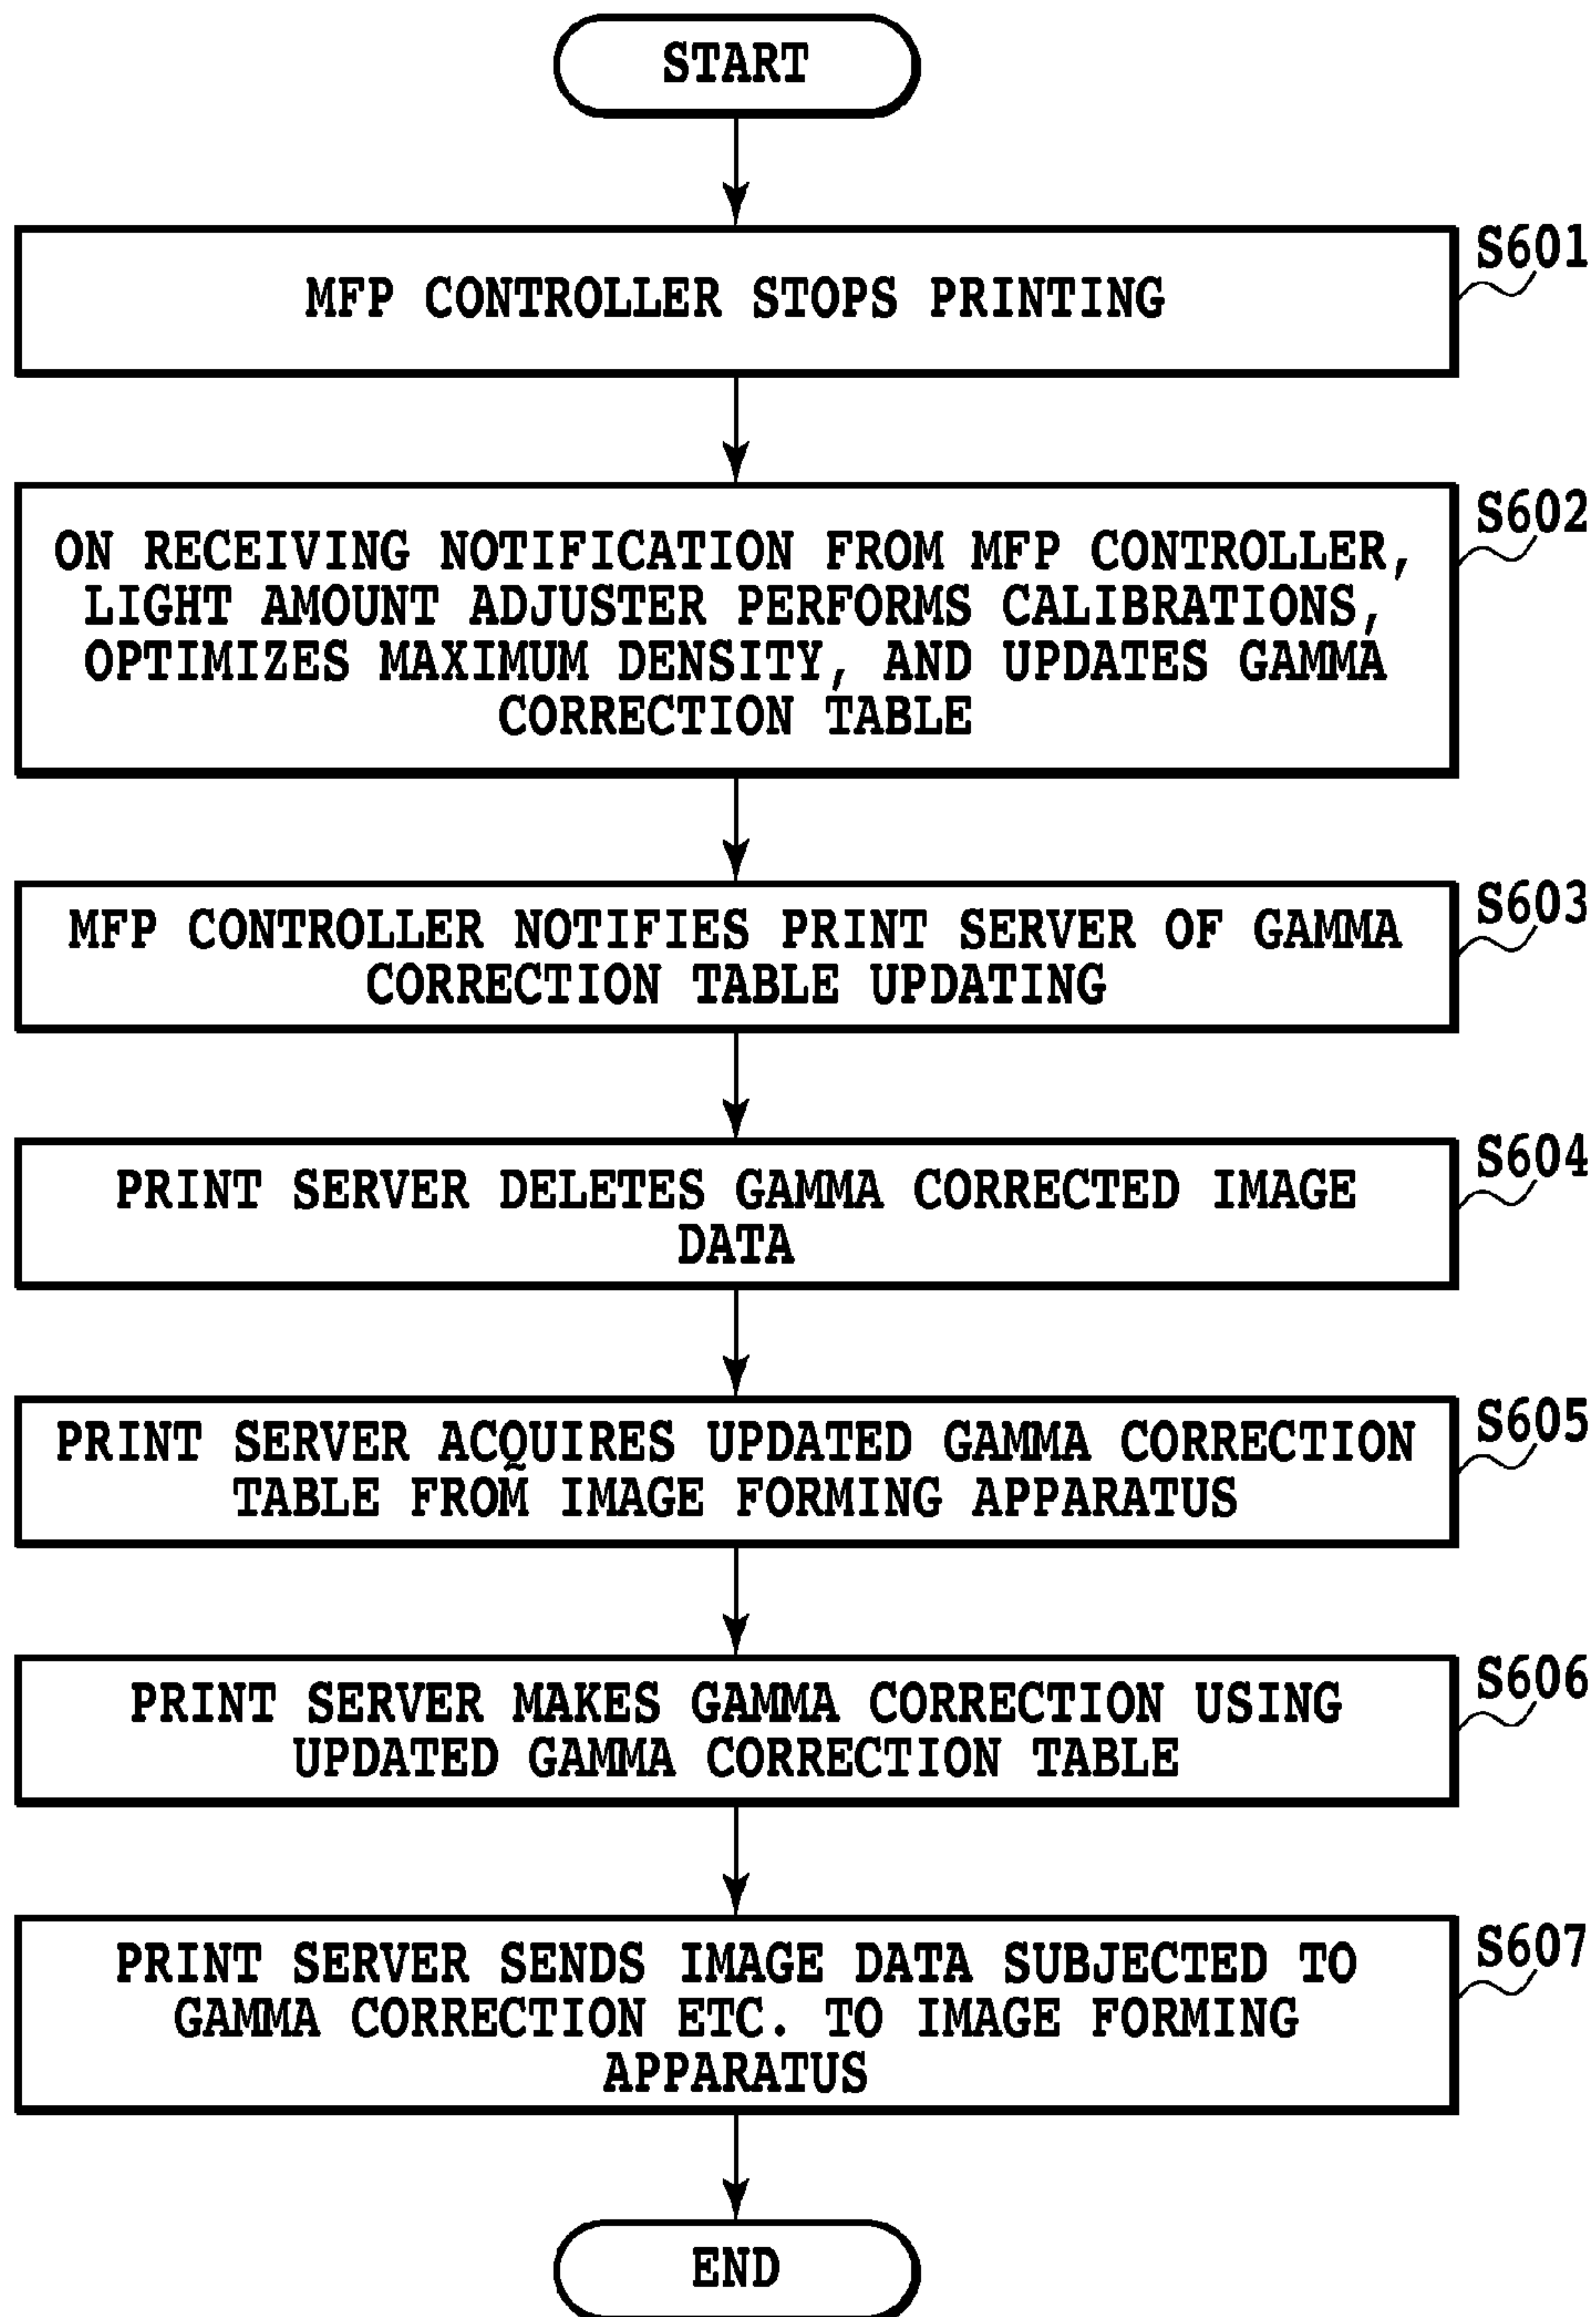 START
S601
MFP CONTROLLER STOPS PRINTING
S602
ON RECEIVING NOTIFICATION FROM MFP CONTROLLER,
LIGHT AMOUNT ADJUSTER PERFORMS CALIBRATIONS,
OPTIMIZES MAXIMUM DENSITY, AND UPDATES GAMMA
CORRECTION TABLE
S603
MFP CONTROLLER NOTIFIES PRINT SERVER OF GAMMA
CORRECTION TABLE UPDATING
S604
PRINT SERVER DELETES GAMMA CORRECTED IMAGE
DATA
S605
PRINT SERVER ACQUIRES UPDATED GAMMA CORRECTION
TABLE FROM IMAGE FORMING APPARATUS
S606
PRINT SERVER MAKES GAMMA CORRECTION USING
UPDATED GAMMA CORRECTION TABLE
S607
PRINT SERVER SENDS IMAGE DATA SUBJECTED TO
GAMMA CORRECTION ETC. TO IMAGE FORMING
APPARATUS
END